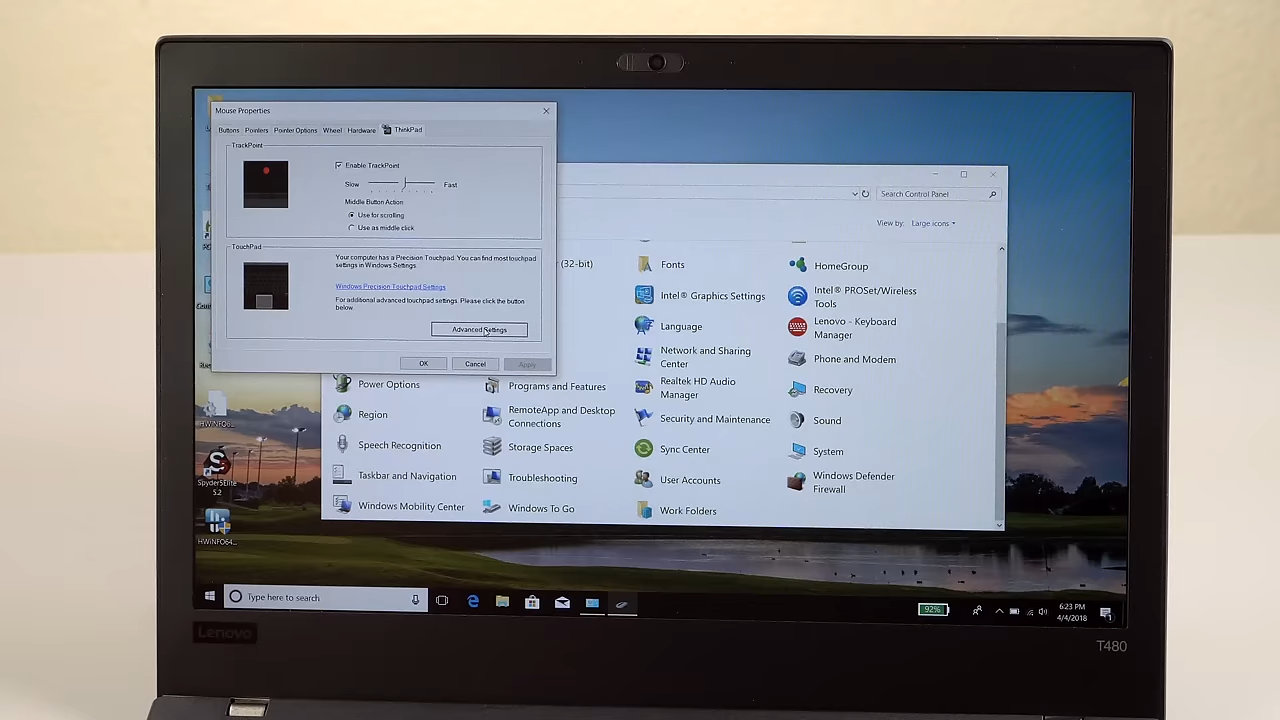 Mouse Properties
Buttons Pointers Pointer Options Wheel Hardware ThinkPad
TrackPoint
Enable TrackPoint
Slow Fast
Middle Button Action
Use for scrolling
Use as middle click
TouchPad
Your computer has a Precision Touchpad. You can find most touchpad
settings in Windows Settings.
Windows Precision Touchpad Settings
For additional advanced touchpad settings. Please click the button
below.
Advanced Settings
OK Cancel Apply
Search Control Panel
View by: Large icons
(32-bit)
Fonts
HomeGroup
Intel® Graphics Settings
Intel® PROSet/Wireless
Tools
Language
Lenovo - Keyboard
Manager
Network and Sharing
Center
Phone and Modem
Power Options
Programs and Features
Realtek HD Audio
Manager
Recovery
Region
RemoteApp and Desktop
Connections
Security and Maintenance
Sound
Speech Recognition
Storage Spaces
Sync Center
System
Taskbar and Navigation
Troubleshooting
User Accounts
Windows Defender
Firewall
Windows Mobility Center
Windows To Go
Work Folders
HWiNFO6...
Spyder5Elite
5.2
HWiNFO64...
Type here to search
92%
6:23 PM
4/4/2018
1
Lenovo
T480